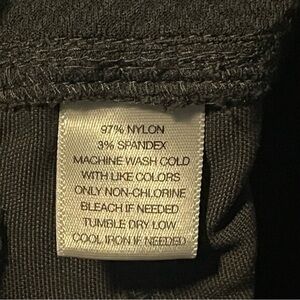 97% NYLON
3% SPANDEX
MACHINE WASH COLD
WITH LIKE COLORS
ONLY NON-CHLORINE
BLEACH IF NEEDED
TUMBLE DRY LOW
COOL IRON IF NEEDED